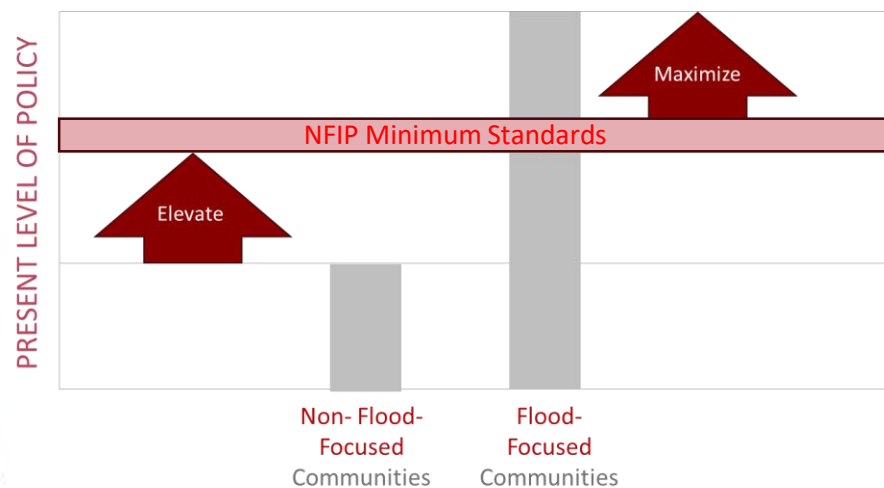 PRESENT LEVEL OF POLICY
Maximize
NFIP Minimum Standards
Elevate
Non- Flood-
Focused
Communities
Flood-
Focused
Communities